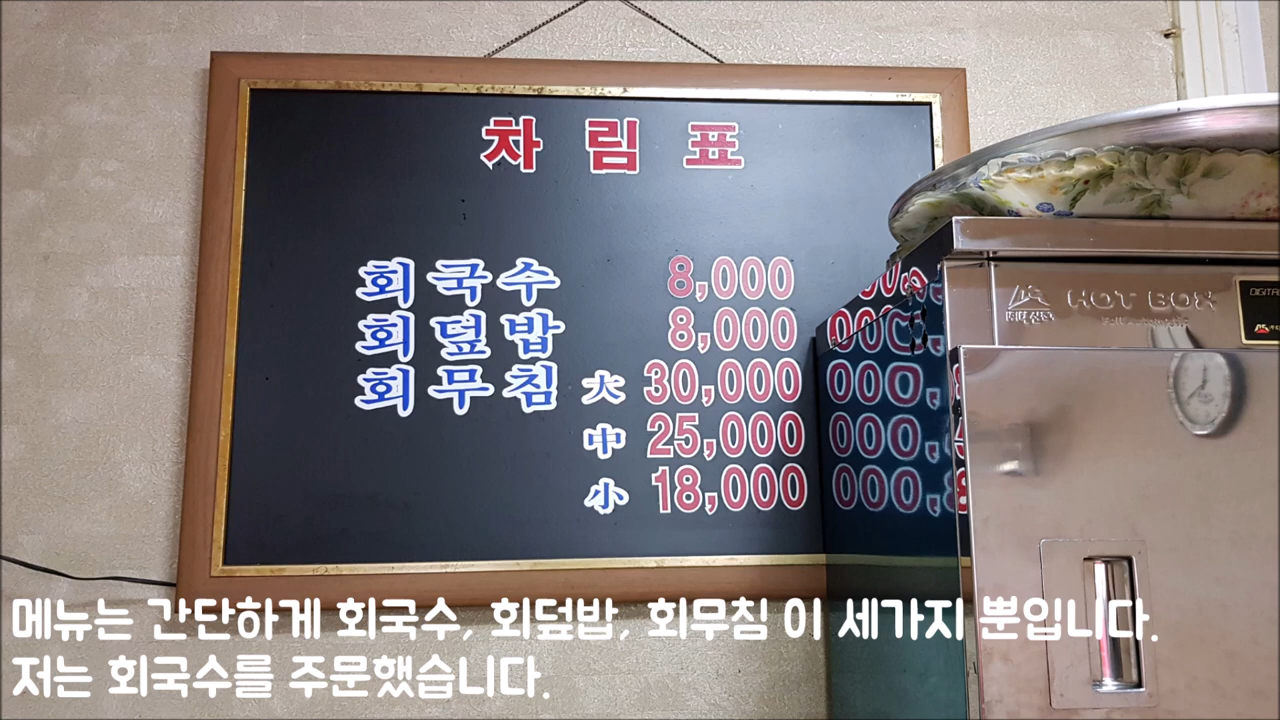 차림표
회국수 8,000
회덮밥 8,000
회무침 大 30,000
中 25,000
小 18,000
HOT BOX
메뉴는 간단하게 회국수, 회덮밥, 회무침 이 세가지 뿐입니다.
저는 회국수를 주문했습니다.